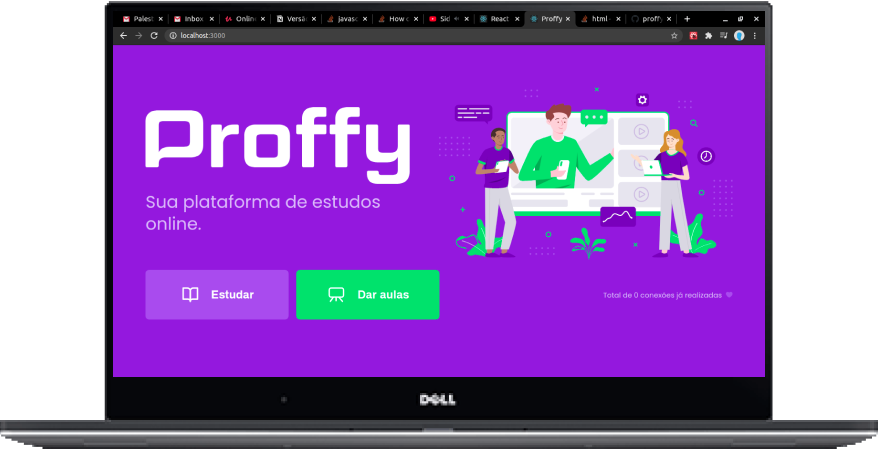 Palest
Inbox
Online
Versã
javasc
How c
Sid
React
Proffy
html
proffy
localhost:3000
Proffy
Sua plataforma de estudos
online.
Estudar
Dar aulas
Total de 0 conexões já realizadas
DELL